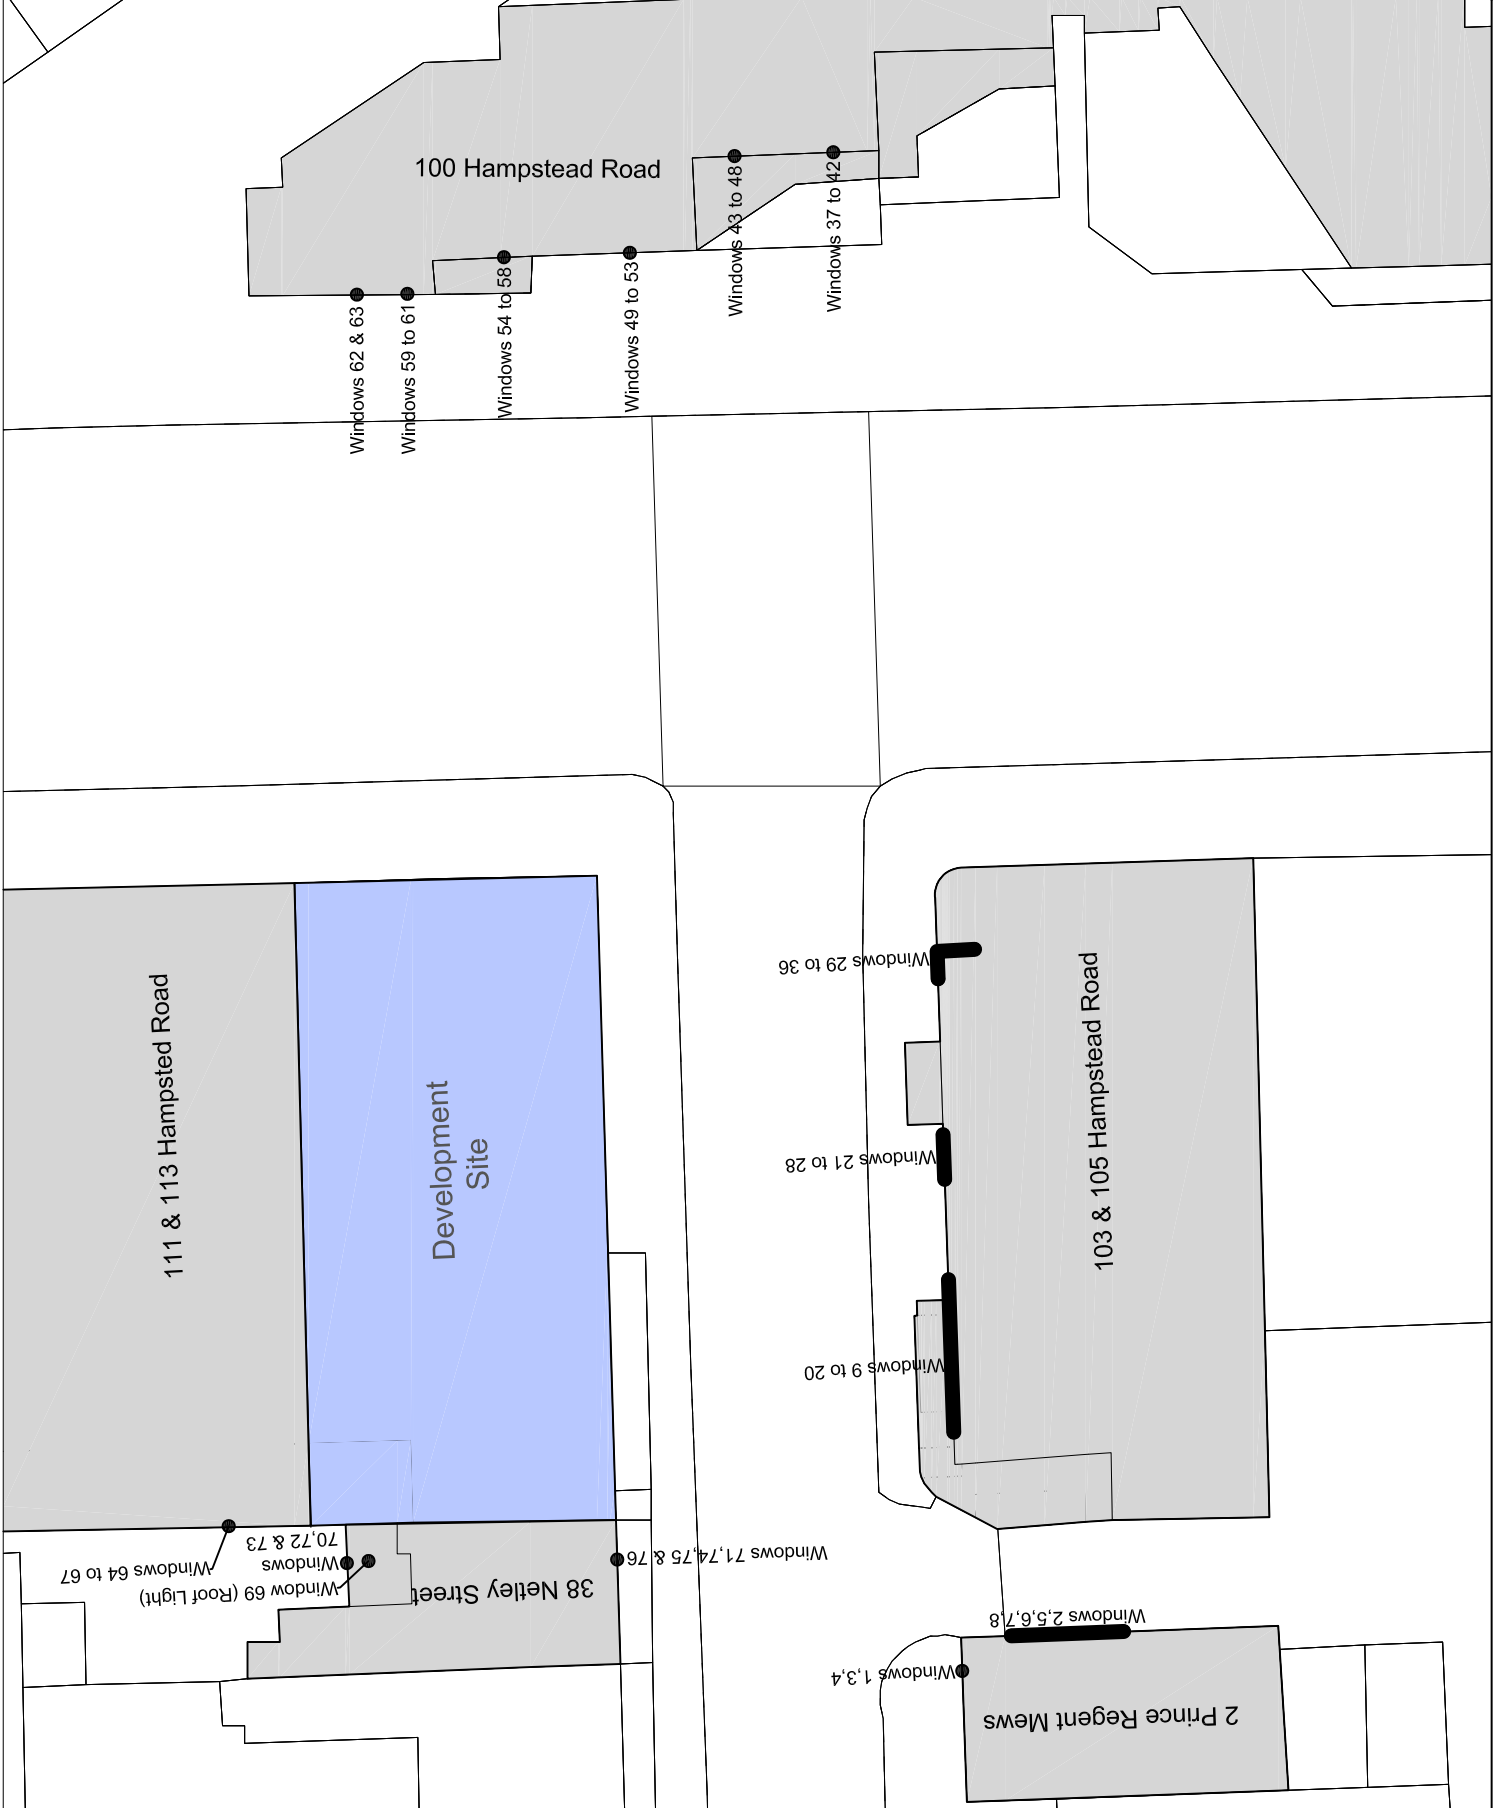 100 Hampstead Road
Windows 62 & 63
Windows 59 to 61
Windows 54 to 58
Windows 49 to 53
Windows 43 to 48
Windows 37 to 42
111 & 113 Hampsted Road
Development
Site
103 & 105 Hampstead Road
Windows 29 to 36
Windows 21 to 28
Windows 9 to 20
Windows 64 to 67
Windows
70,72 & 73
Window 69 (Roof Light)
38 Netley Street
Windows 71,74,75 & 76
Windows 2,5,6,7,8
Windows 1,3,4
2 Prince Regent Mews